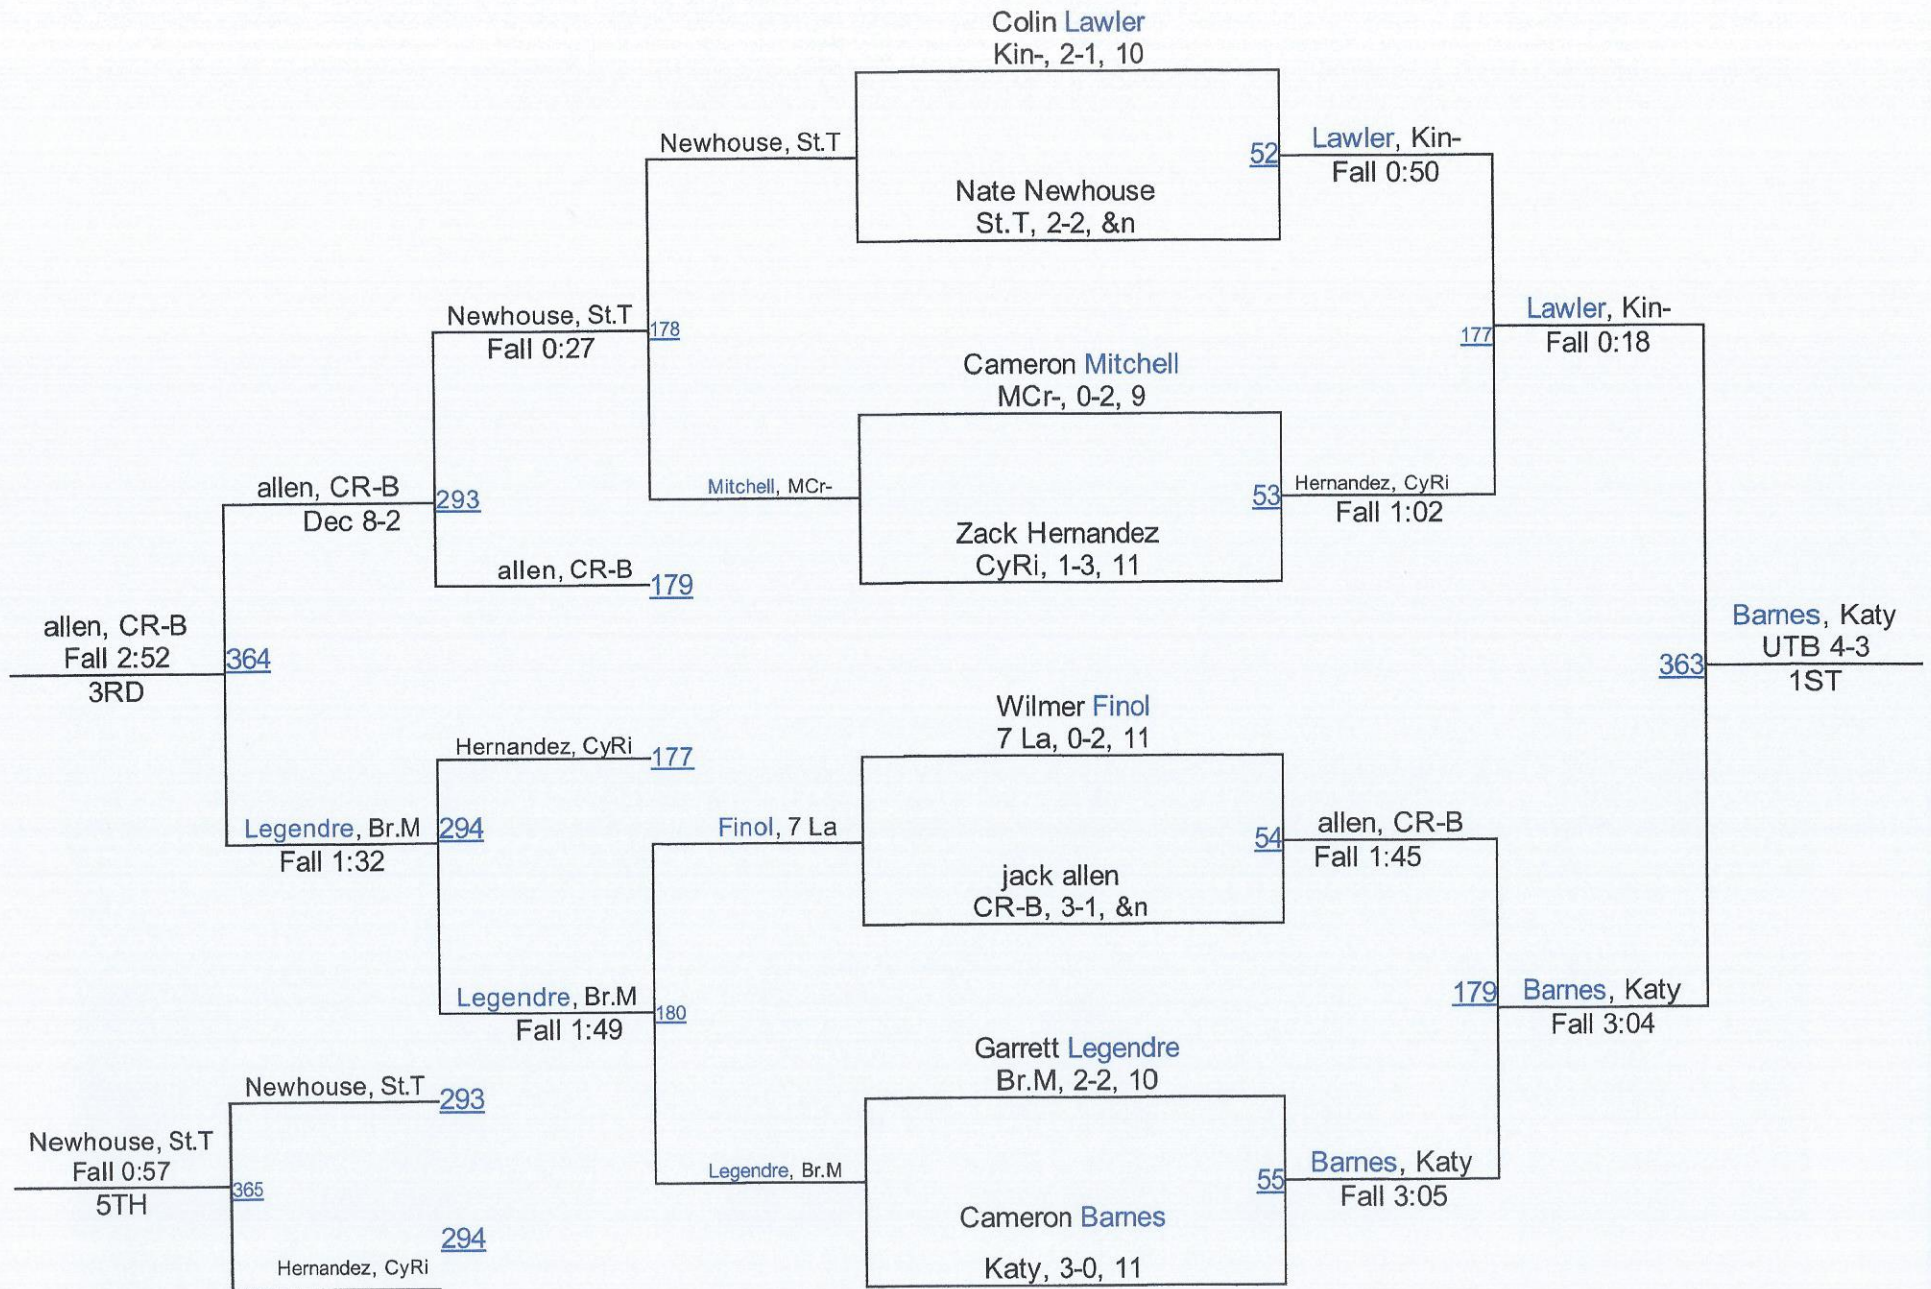 Colin Lawler
Kin-, 2-1, 10
Newhouse, St.T
52
Lawler, Kin-
Fall 0:50
Nate Newhouse
St.T, 2-2, &n
Newhouse, St.T
Fall 0:27
178
177
Lawler, Kin-
Fall 0:18
Cameron Mitchell
MCr-, 0-2, 9
allen, CR-B
Dec 8-2
293
Mitchell, MCr-
53
Hernandez, CyRi
Fall 1:02
Zack Hernandez
CyRi, 1-3, 11
allen, CR-B
179
allen, CR-B
Fall 2:52
3RD
364
363
Barnes, Katy
UTB 4-3
1ST
Wilmer Finol
7 La, 0-2, 11
Hernandez, CyRi
177
Legendre, Br.M
Fall 1:32
294
Finol, 7 La
54
allen, CR-B
Fall 1:45
jack allen
CR-B, 3-1, &n
Legendre, Br.M
Fall 1:49
180
179
Barnes, Katy
Fall 3:04
Garrett Legendre
Br.M, 2-2, 10
Newhouse, St.T
293
Newhouse, St.T
Fall 0:57
5TH
365
Legendre, Br.M
55
Barnes, Katy
Fall 3:05
Cameron Barnes
Katy, 3-0, 11
294
Hernandez, CyRi